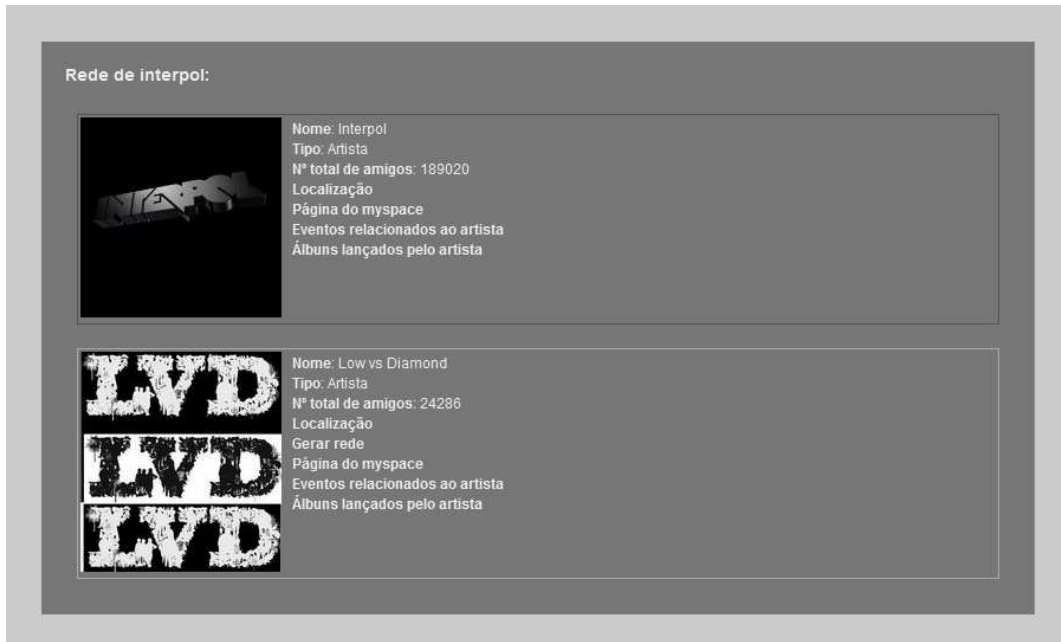 Rede de interpol:
INTERPOL
Nome: Interpol
Tipo: Artista
Nº total de amigos: 189020
Localização
Página do myspace
Eventos relacionados ao artista
Álbuns lançados pelo artista
LVD
LVD
LVD
Nome: Low vs Diamond
Tipo: Artista
Nº total de amigos: 24286
Localização
Gerar rede
Página do myspace
Eventos relacionados ao artista
Álbuns lançados pelo artista